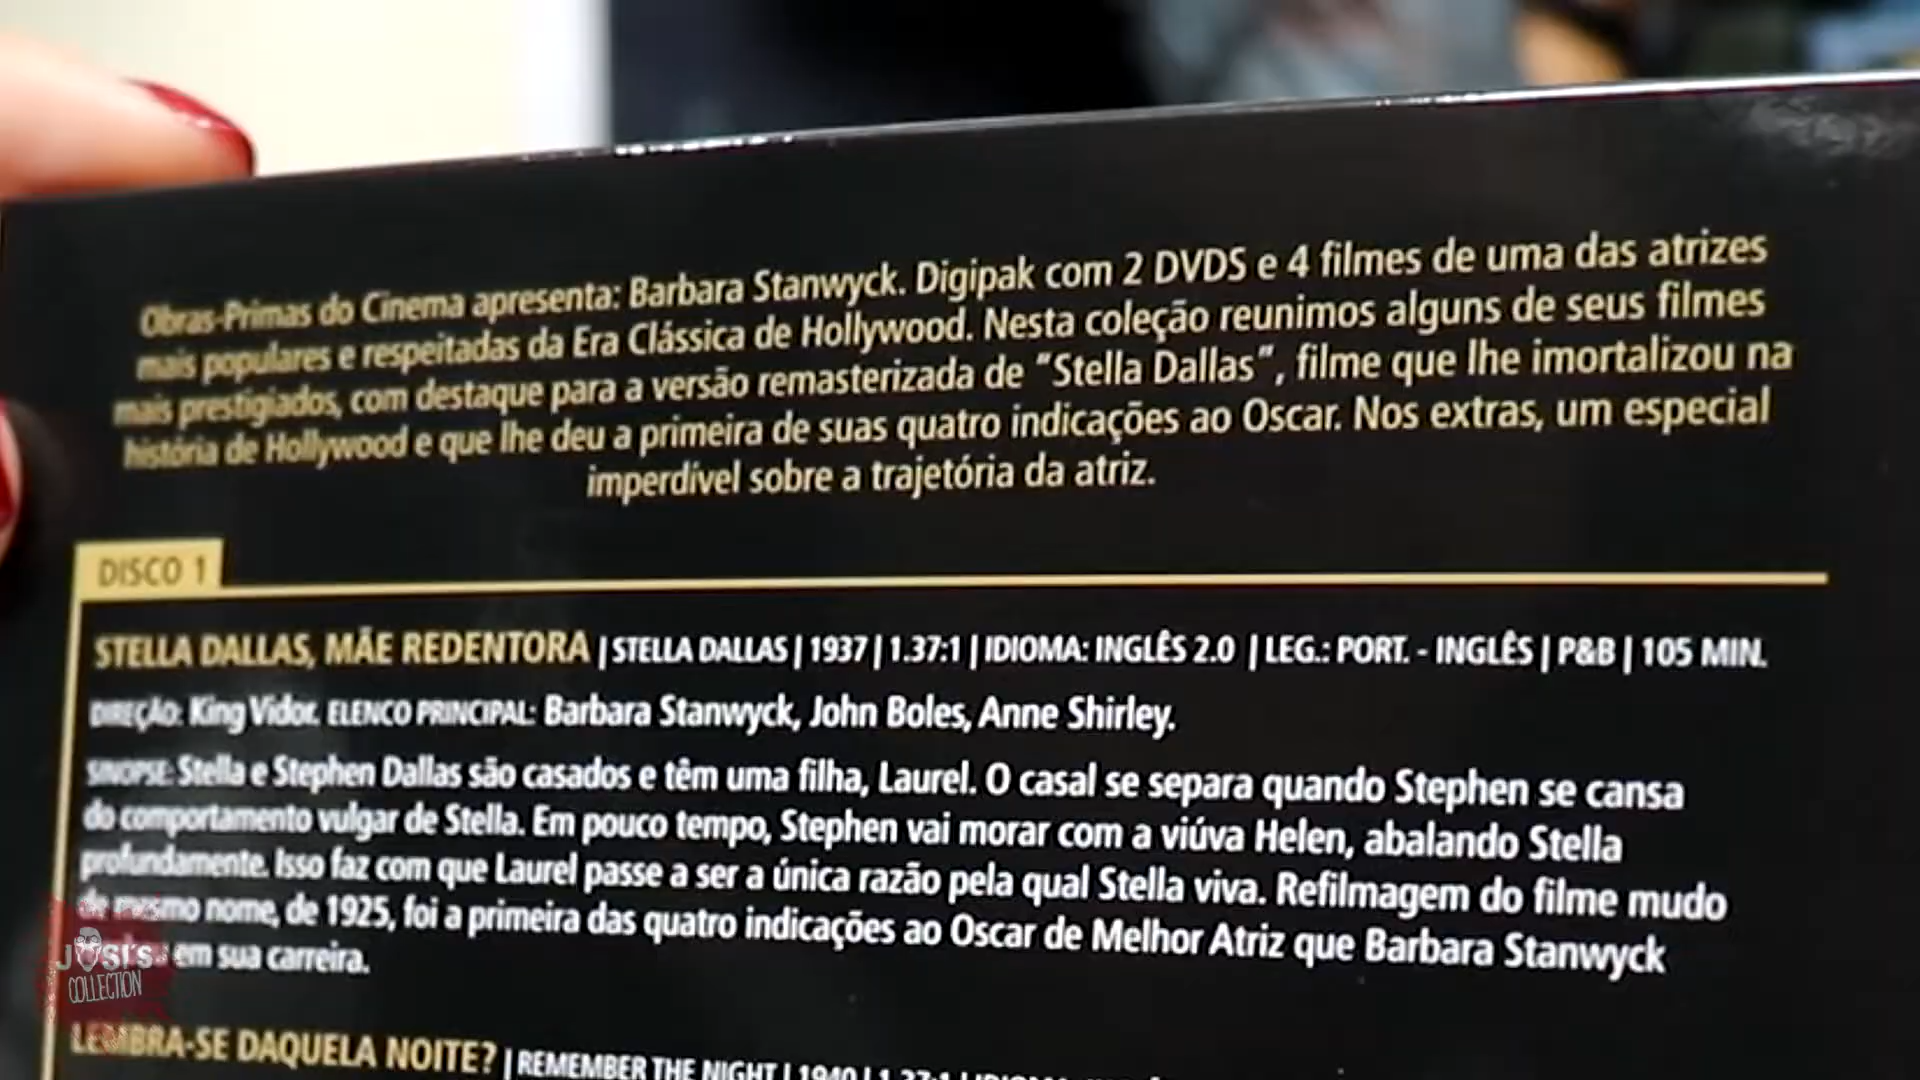 Obras-Primas do Cinema apresenta: Barbara Stanwyck. Digipak com 2 DVDS e 4 filmes de uma das atrizes
mais populares e respeitadas da Era Clássica de Hollywood. Nesta coleção reunimos alguns de seus filmes
mais prestigiados, com destaque para a versão remasterizada de "Stella Dallas", filme que lhe imortalizou na
história de Hollywood e que lhe deu a primeira de suas quatro indicações ao Oscar. Nos extras, um especial
imperdível sobre a trajetória da atriz.
DISCO 1
STELLA DALLAS, MÃE REDENTORA | STELLA DALLAS | 1937 | 1.37:1 | IDIOMA: INGLÊS 2.0 | LEG.: PORT. - INGLÊS | P&B | 105 MIN.
DIREÇÃO: King Vidor. ELENCO PRINCIPAL: Barbara Stanwyck, John Boles, Anne Shirley.
SINOPSE: Stella e Stephen Dallas são casados e têm uma filha, Laurel. O casal se separa quando Stephen se cansa
do comportamento vulgar de Stella. Em pouco tempo, Stephen vai morar com a viúva Helen, abalando Stella
profundamente. Isso faz com que Laurel passe a ser a única razão pela qual Stella viva. Refilmagem do filme mudo
de mesmo nome, de 1925, foi a primeira das quatro indicações ao Oscar de Melhor Atriz que Barbara Stanwyck
em sua carreira.
JOSI's
COLLECTION
LEMBRA-SE DAQUELA NOITE? | REMEMBER THE NIGHT | 1940 | 1.37:1 |